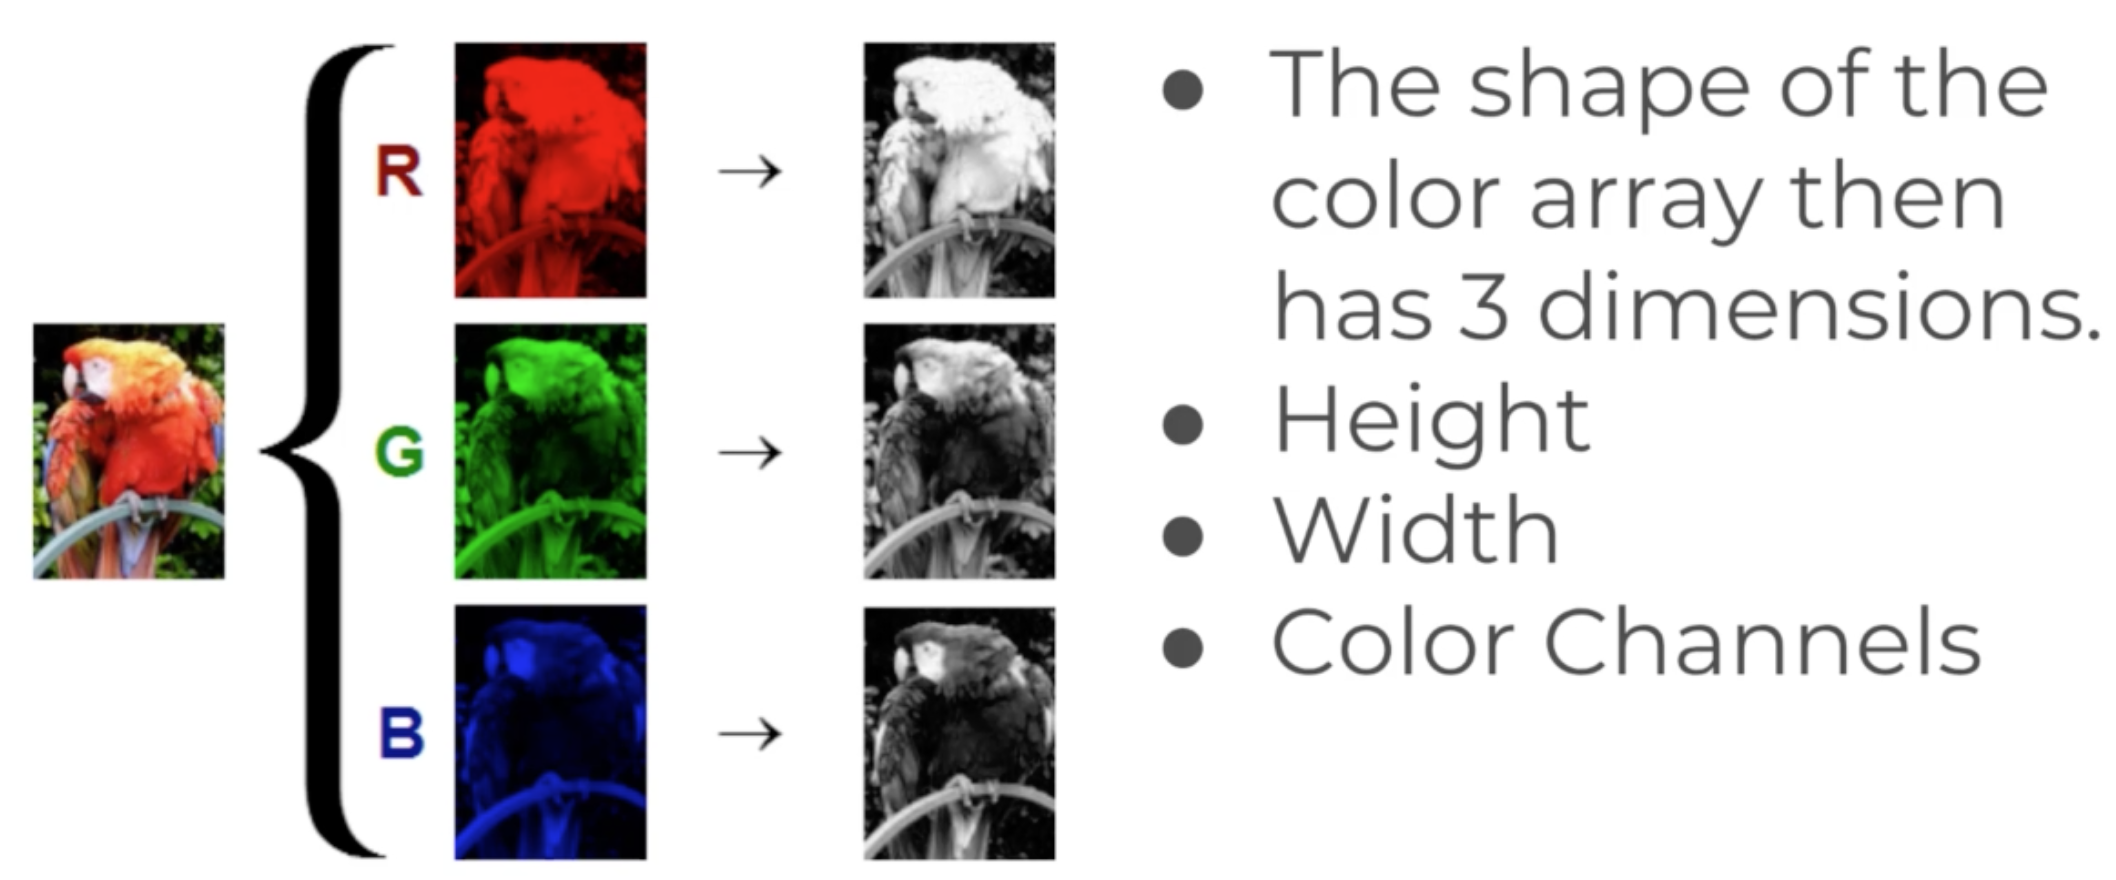 R
G
B
● The shape of the
color array then
has 3 dimensions.
● Height
● Width
● Color Channels